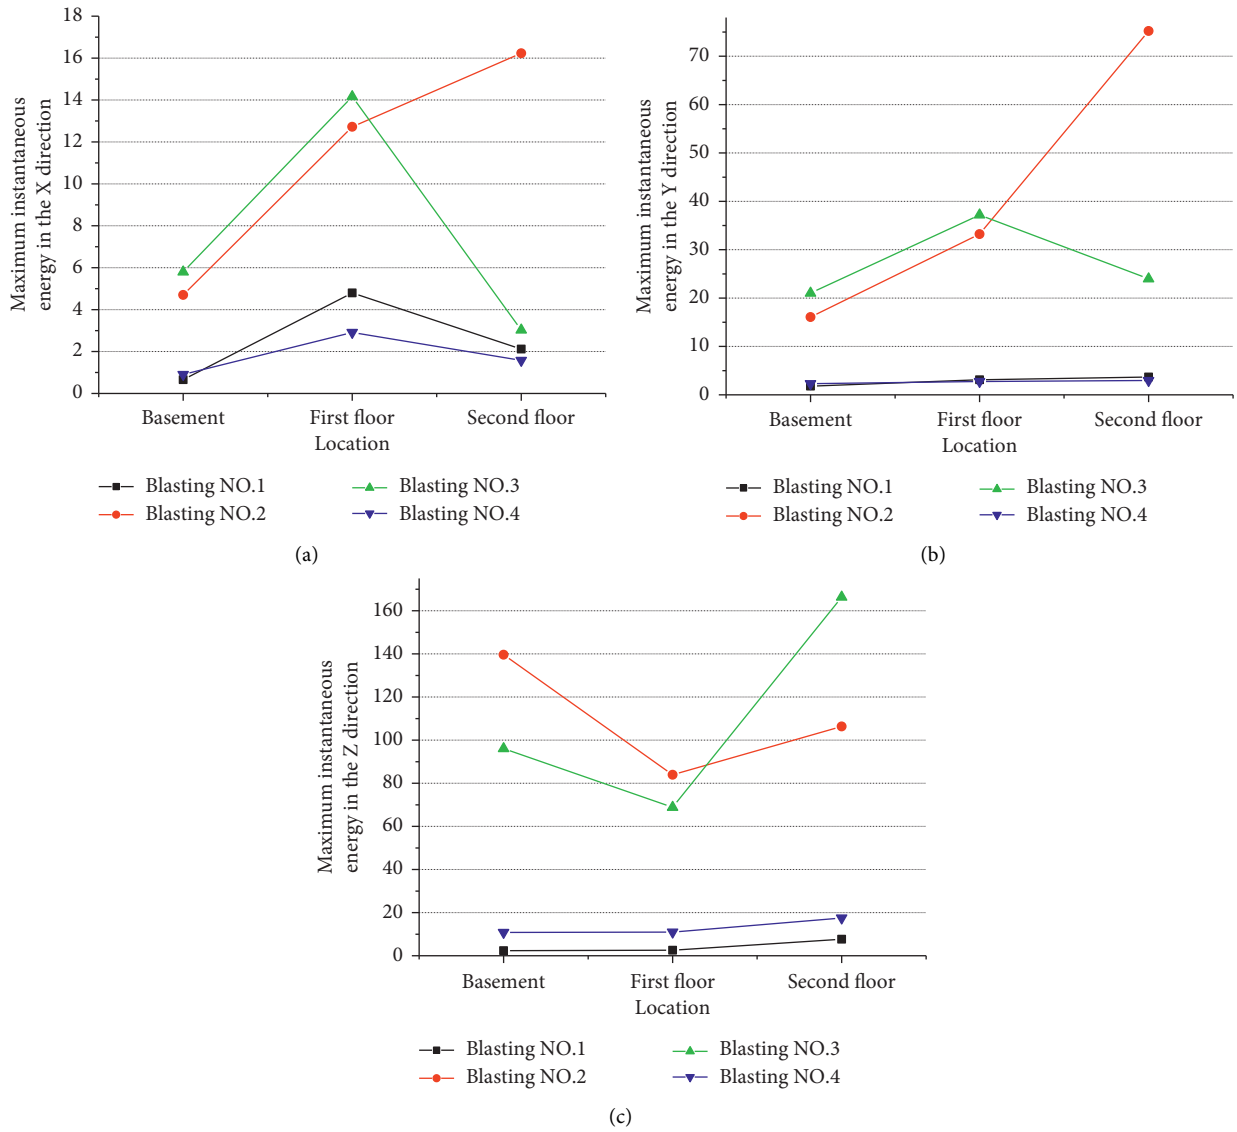 Maximum instantaneous
energy in the X direction
18
16
14
12
10
8
6
4
2
0
Basement
First floor
Second floor
Location
Blasting NO.1
Blasting NO.3
Blasting NO.2
Blasting NO.4
(a)
Maximum instantaneous
energy in the Y direction
70
60
50
40
30
20
10
0
Basement
First floor
Second floor
Location
Blasting NO.1
Blasting NO.3
Blasting NO.2
Blasting NO.4
(b)
Maximum instantaneous
energy in the Z direction
160
140
120
100
80
60
40
20
0
Basement
First floor
Second floor
Location
Blasting NO.1
Blasting NO.3
Blasting NO.2
Blasting NO.4
(c)